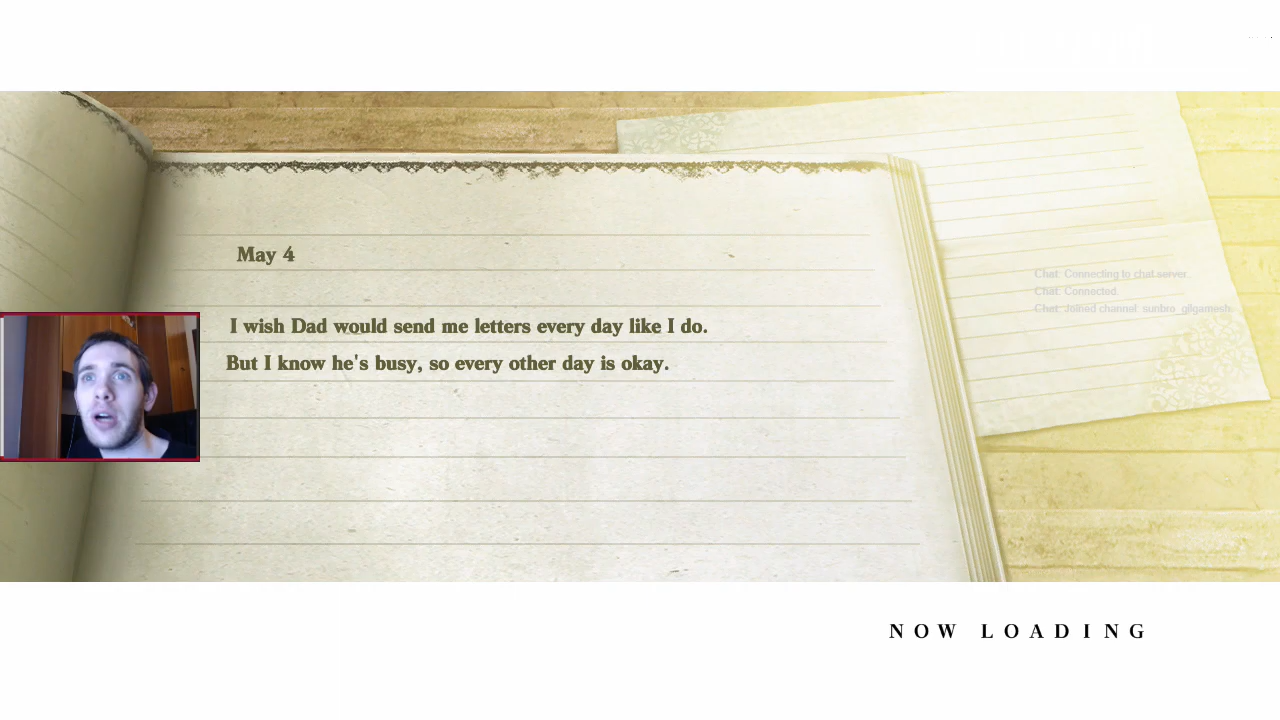 May 4
I wish Dad would send me letters every day like I do.
But I know he's busy, so every other day is okay.
Chat: Connecting to chat server..
Chat: Connected.
Chat: Joined channel: sunbro_gilgamesh.
NOW LOADING